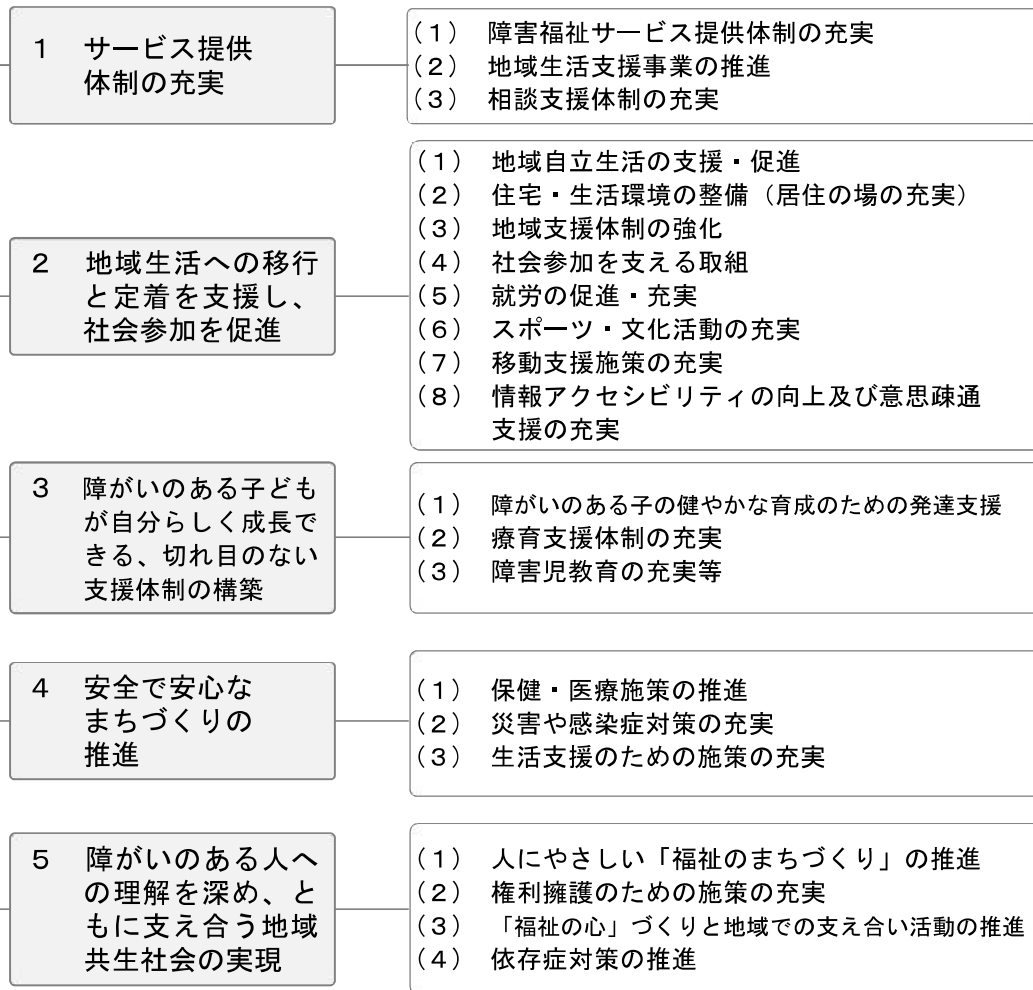 1 サービス提供
体制の充実
(1) 障害福祉サービス提供体制の充実
(2) 地域生活支援事業の推進
(3) 相談支援体制の充実
2 地域生活への移行
と定着を支援し、
社会参加を促進
(1) 地域自立生活の支援・促進
(2) 住宅・生活環境の整備(居住の場の充実)
(3) 地域支援体制の強化
(4) 社会参加を支える取組
(5) 就労の促進・充実
(6) スポーツ・文化活動の充実
(7) 移動支援施策の充実
(8) 情報アクセシビリティの向上及び意思疎通
支援の充実
3 障がいのある子ども
が自分らしく成長で
きる、切れ目のない
支援体制の構築
(1) 障がいのある子の健やかな育成のための発達支援
(2) 療育支援体制の充実
(3) 障害児教育の充実等
4 安全で安心な
まちづくりの
推進
(1) 保健・医療施策の推進
(2) 災害や感染症対策の充実
(3) 生活支援のための施策の充実
5 障がいのある人へ
の理解を深め、と
もに支え合う地域
共生社会の実現
(1) 人にやさしい「福祉のまちづくり」の推進
(2) 権利擁護のための施策の充実
(3) 「福祉の心」づくりと地域での支え合い活動の推進
(4) 依存症対策の推進